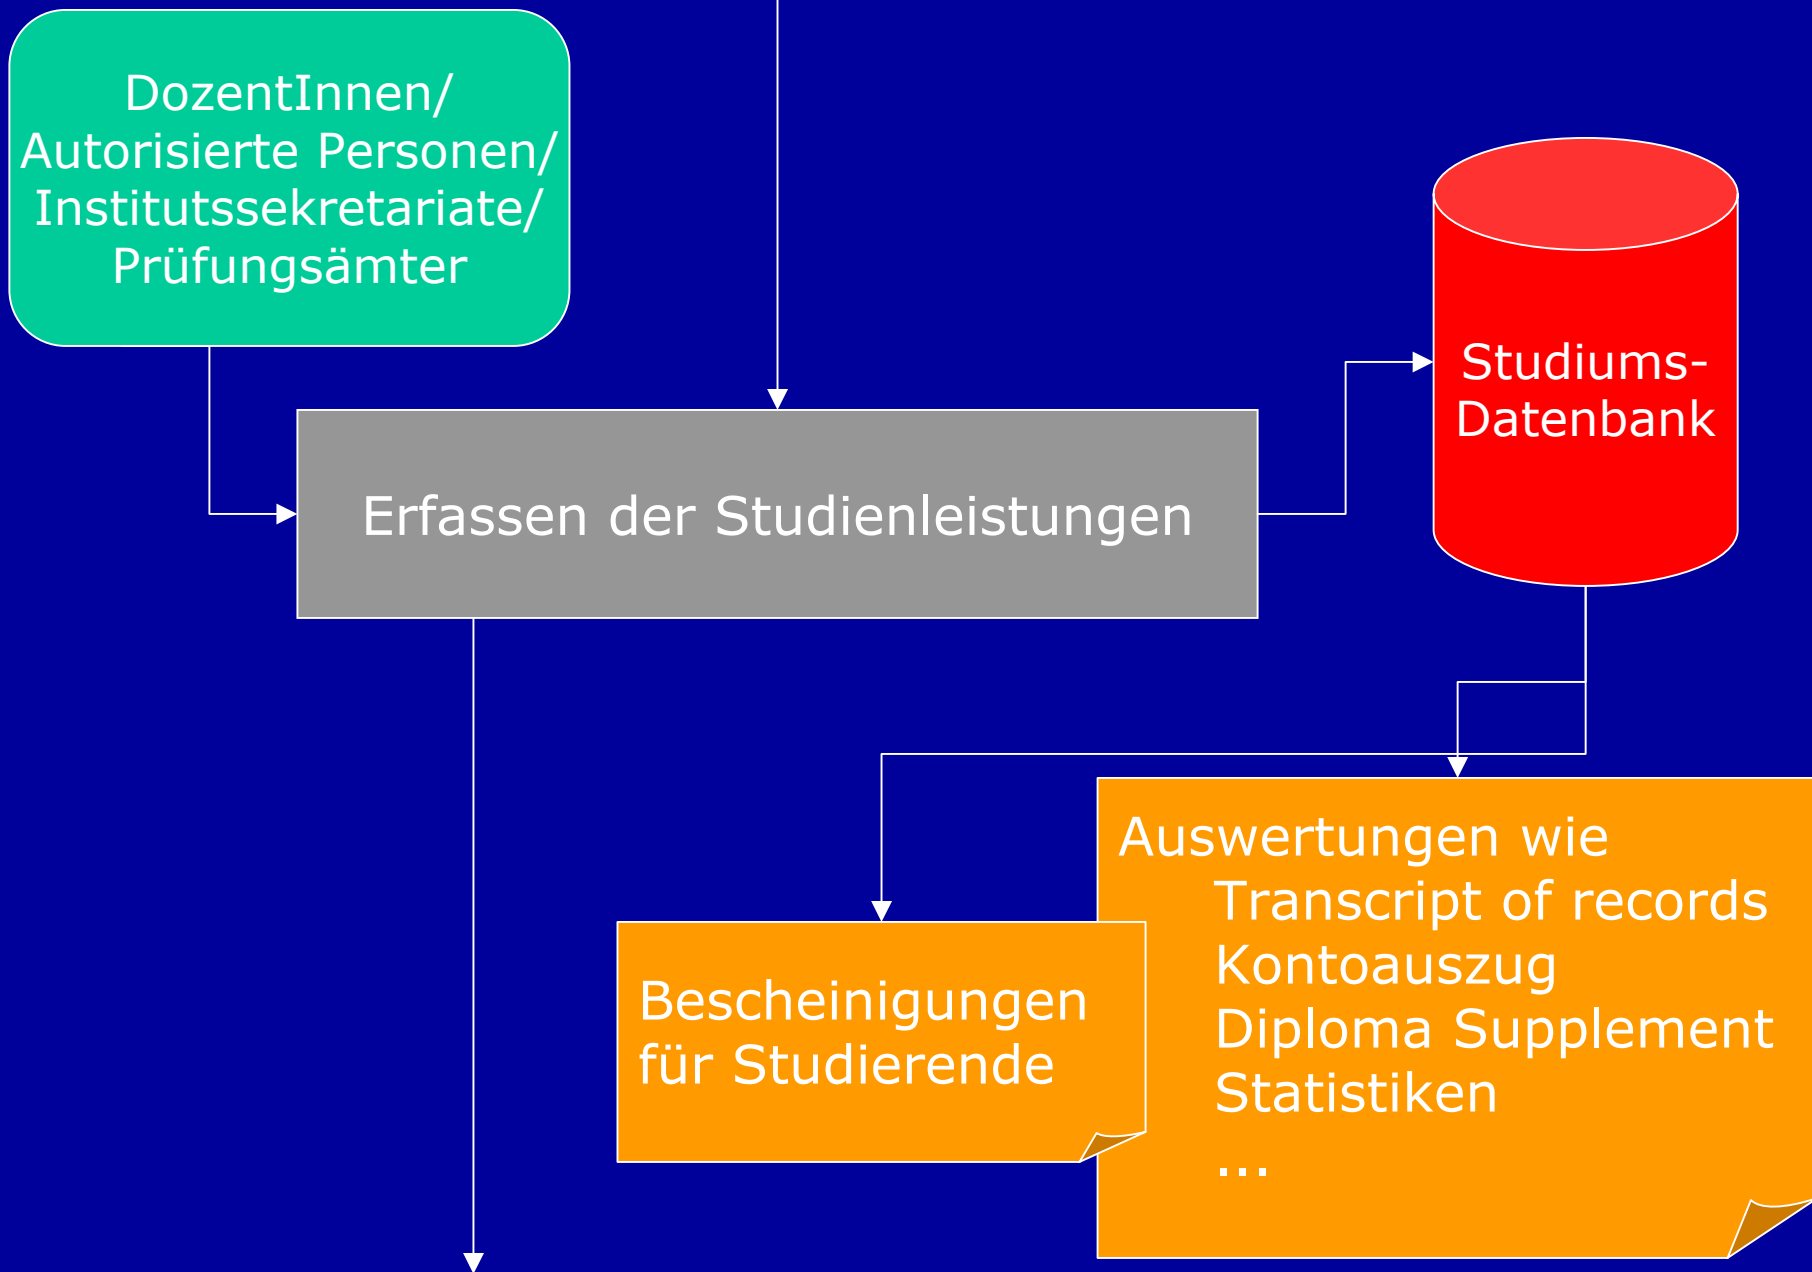 DozentInnen/
Autorisierte Personen/
Institutssekretariate/
Prüfungsämter
Studiums-
Datenbank
Erfassen der Studienleistungen
Auswertungen wie
Transcript of records
Kontoauszug
Diploma Supplement
Statistiken
...
Bescheinigungen
für Studierende